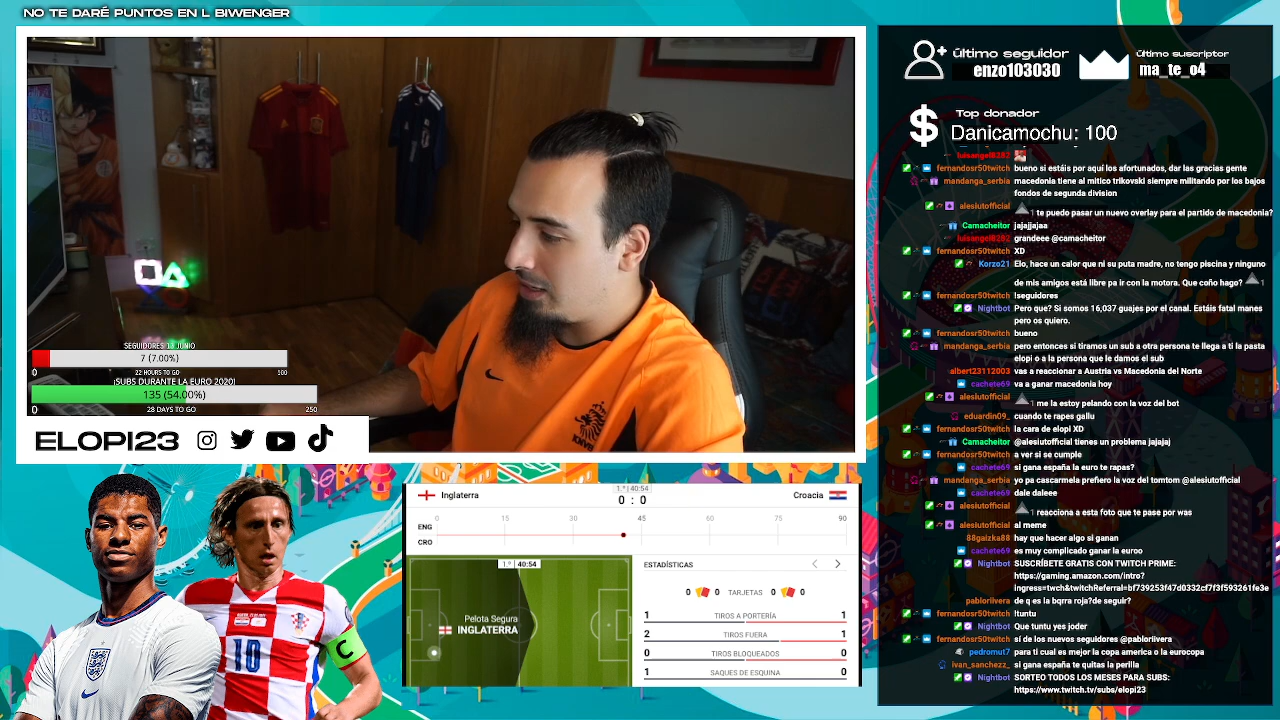 NO TE DARÉ PUNTOS EN L BIWENGER
SEGUIDORES 13 JUNIO
7 (7.00%)
0 22 HOURS TO GO 100
¡SUBS DURANTE LA EURO 2020!
135 (54.00%)
0 28 DAYS TO GO 250
ELOPI23
KNVB
10
C
Inglaterra
1.º | 40:54
0 : 0
Croacia
0 15 30 45 60 75 90
ENG
CRO
1.º 40:54
Pelota Segura
INGLATERRA
ESTADÍSTICAS
0 0 TARJETAS 0 0
1 TIROS A PORTERÍA 1
2 TIROS FUERA 1
0 TIROS BLOQUEADOS 0
1 SAQUES DE ESQUINA 0
Último seguidor
enzo103030
Último suscriptor
ma_te_04
Top donador
Danicamochu: 100
luisangel8282
fernandosr50twitch bueno si estáis por aquí los afortunados, dar las gracias gente
mandanga_serbia macedonia tiene al mitico trikovski siempre militando por los bajos
fondos de segunda division
alesiutofficial 1 te puedo pasar un nuevo overlay para el partido de macedonia?
Camacheitor jajajjajaa
luisangel8282 grandeee @camacheitor
fernandosr50twitch XD
Korzo21 Elo, hace un calor que ni su puta madre, no tengo piscina y ninguno
de mis amigos está libre pa ir con la motora. Que coño hago? 1
fernandosr50twitch !seguidores
Nightbot Pero que? Si somos 16,037 guajes por el canal. Estáis fatal manes
pero os quiero.
fernandosr50twitch bueno
mandanga_serbia pero entonces si tiramos un sub a otra persona te llega a ti la pasta
elopi o a la persona que le damos el sub
albert23112003 vas a reaccionar a Austria vs Macedonia del Norte
cachete69 va a ganar macedonia hoy
alesiutofficial 1 me la estoy pelando con la voz del bot
eduardin09_ cuando te rapes gallu
fernandosr50twitch la cara de elopi XD
Camacheitor @alesiutofficial tienes un problema jajajaj
fernandosr50twitch a ver si se cumple
cachete69 si gana españa el euro te rapas?
mandanga_serbia yo pa cascarmela prefiero la voz del tomtom @alesiutofficial
cachete69 dale daleee
alesiutofficial 1 reacciona a esta foto que te pase por was
alesiutofficial al meme
88gaizka88 hay que hacer algo si ganan
cachete69 es muy complicado ganar la euroo
Nightbot SUSCRÍBETE GRATIS CON TWITCH PRIME:
https://gaming.amazon.com/intro?
ingress=twch&twitchReferral=bf739253f47d0332cf7f3f593261fe3e
pabloriivera de q es la bqrra roja?de seguir?
fernandosr50twitch !tuntu
Nightbot Que tuntu yes joder
fernandosr50twitch sí de los nuevos seguidores @pabloriivera
pedromut7 para ti cual es mejor la copa america o la eurocopa
ivan_sanchezz_ si gana españa te quitas la perilla
Nightbot SORTEO TODOS LOS MESES PARA SUBS:
https://www.twitch.tv/subs/elopi23